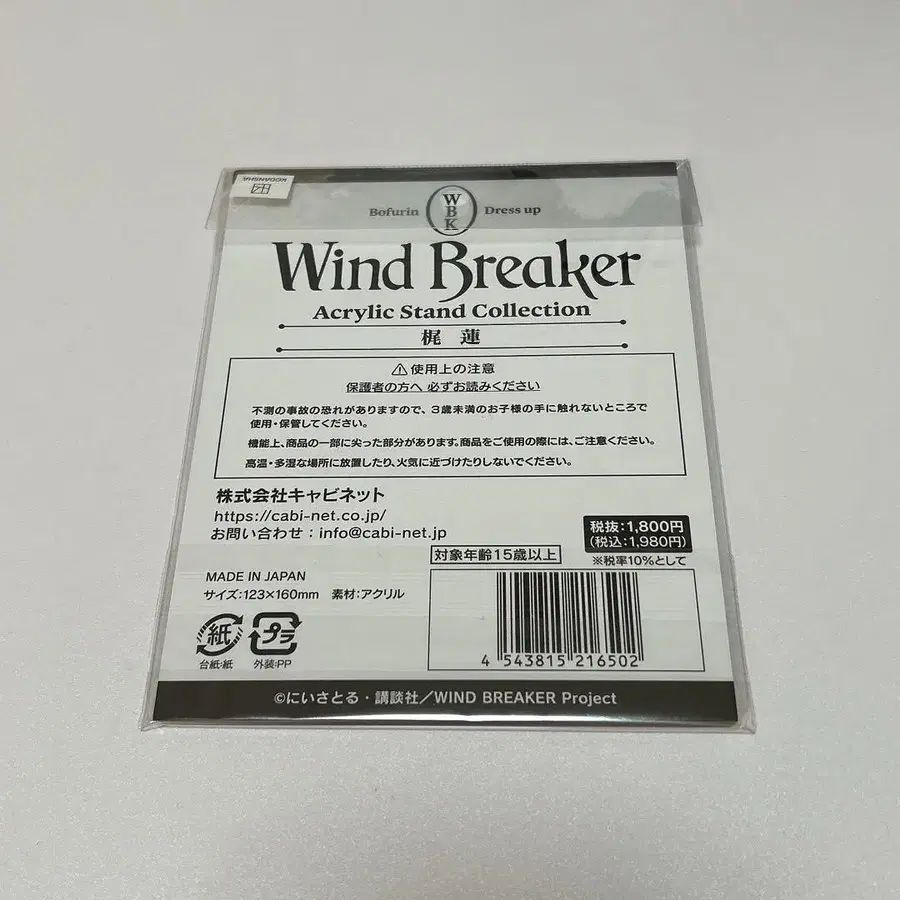 KODANSHA
Bofurin WBK Dress up
Wind Breaker
Acrylic Stand Collection
梶 蓮
⚠使用上の注意
保護者の方へ 必ずお読みください
不測の事故の恐れがありますので、3歳未満のお子様の手に触れないところで
使用・保管してください。
機能上、商品の一部に尖った部分があります。商品をご使用の際には、ご注意ください。
高温・多湿な場所に放置したり、火気に近づけたりしないでください。
株式会社キャビネット
https://cabi-net.co.jp/
お問い合わせ：info@cabi-net.jp
税抜：1,800円
(税込：1,980円)
※税率10%として
対象年齢15歳以上
MADE IN JAPAN
サイズ：123×160mm 素材：アクリル
紙
プラ
台紙：紙 外装：PP
4 543815 216502
©にいさとる・講談社／WIND BREAKER Project